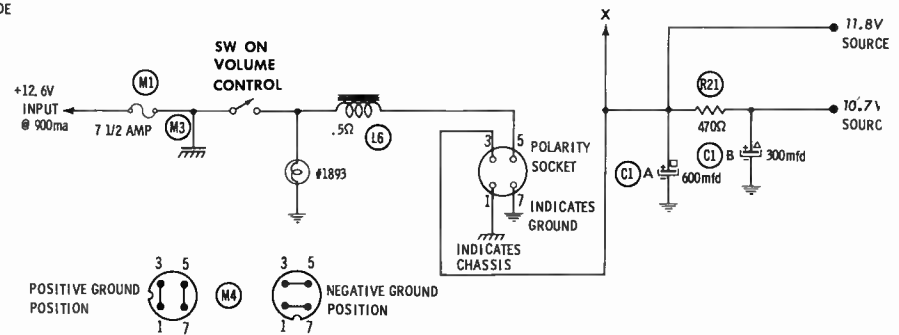 DE
X
11.8V
SOURCE
SW ON
VOLUME
CONTROL
M1
+12.6V
INPUT
@ 900ma
7 1/2 AMP
M3
.5Ω
L6
#1893
R21
470Ω
10.7V
SOURC
3 5
POLARITY
SOCKET
1 7
C1 A
600mfd
C1 B
300mfd
INDICATES
GROUND
INDICATES
CHASSIS
3 5
POSITIVE GROUND
POSITION
1 7
M4
3 5
NEGATIVE GROUND
POSITION
1 7